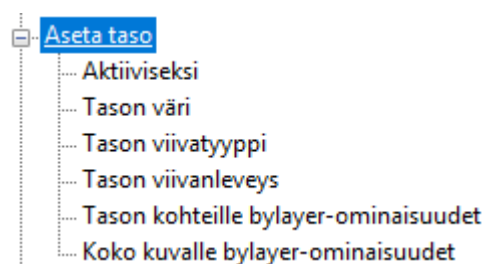 Aseta taso
Aktiiviseksi
Tason väri
Tason viivatyyppi
Tason viivanleveys
Tason kohteille bylayer-ominaisuudet
Koko kuvalle bylayer-ominaisuudet